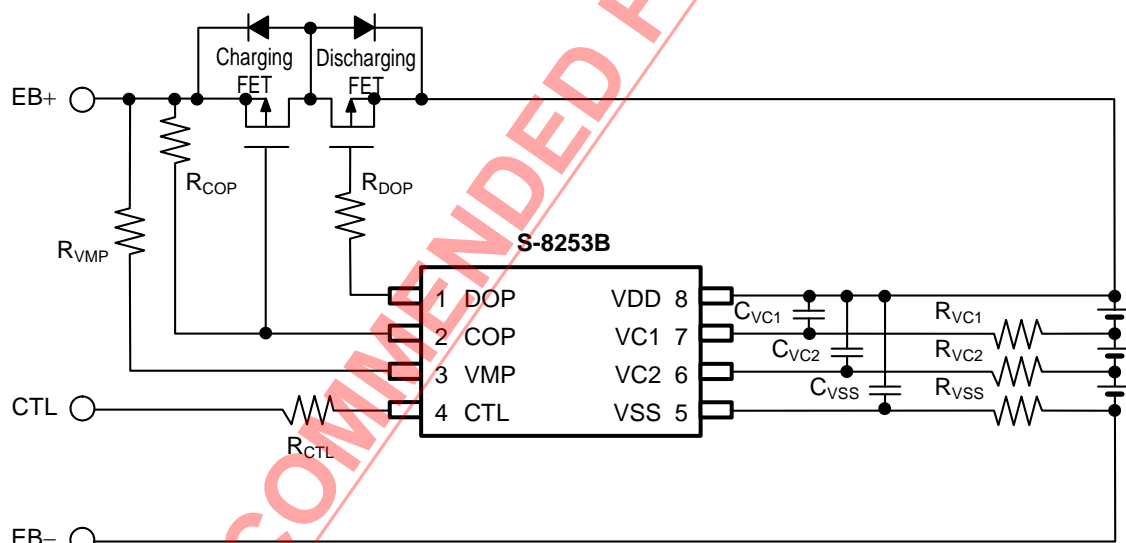 Charging Discharging
FET FET
EB+
RCOP
RDOP
RVMP
S-8253B
1 DOP VDD 8
2 COP VC1 7
3 VMP VC2 6
4 CTL VSS 5
CVC1
CVC2
CVSS
RVC1
RVC2
RVSS
CTL
RCTL
EB−
COMMENDED